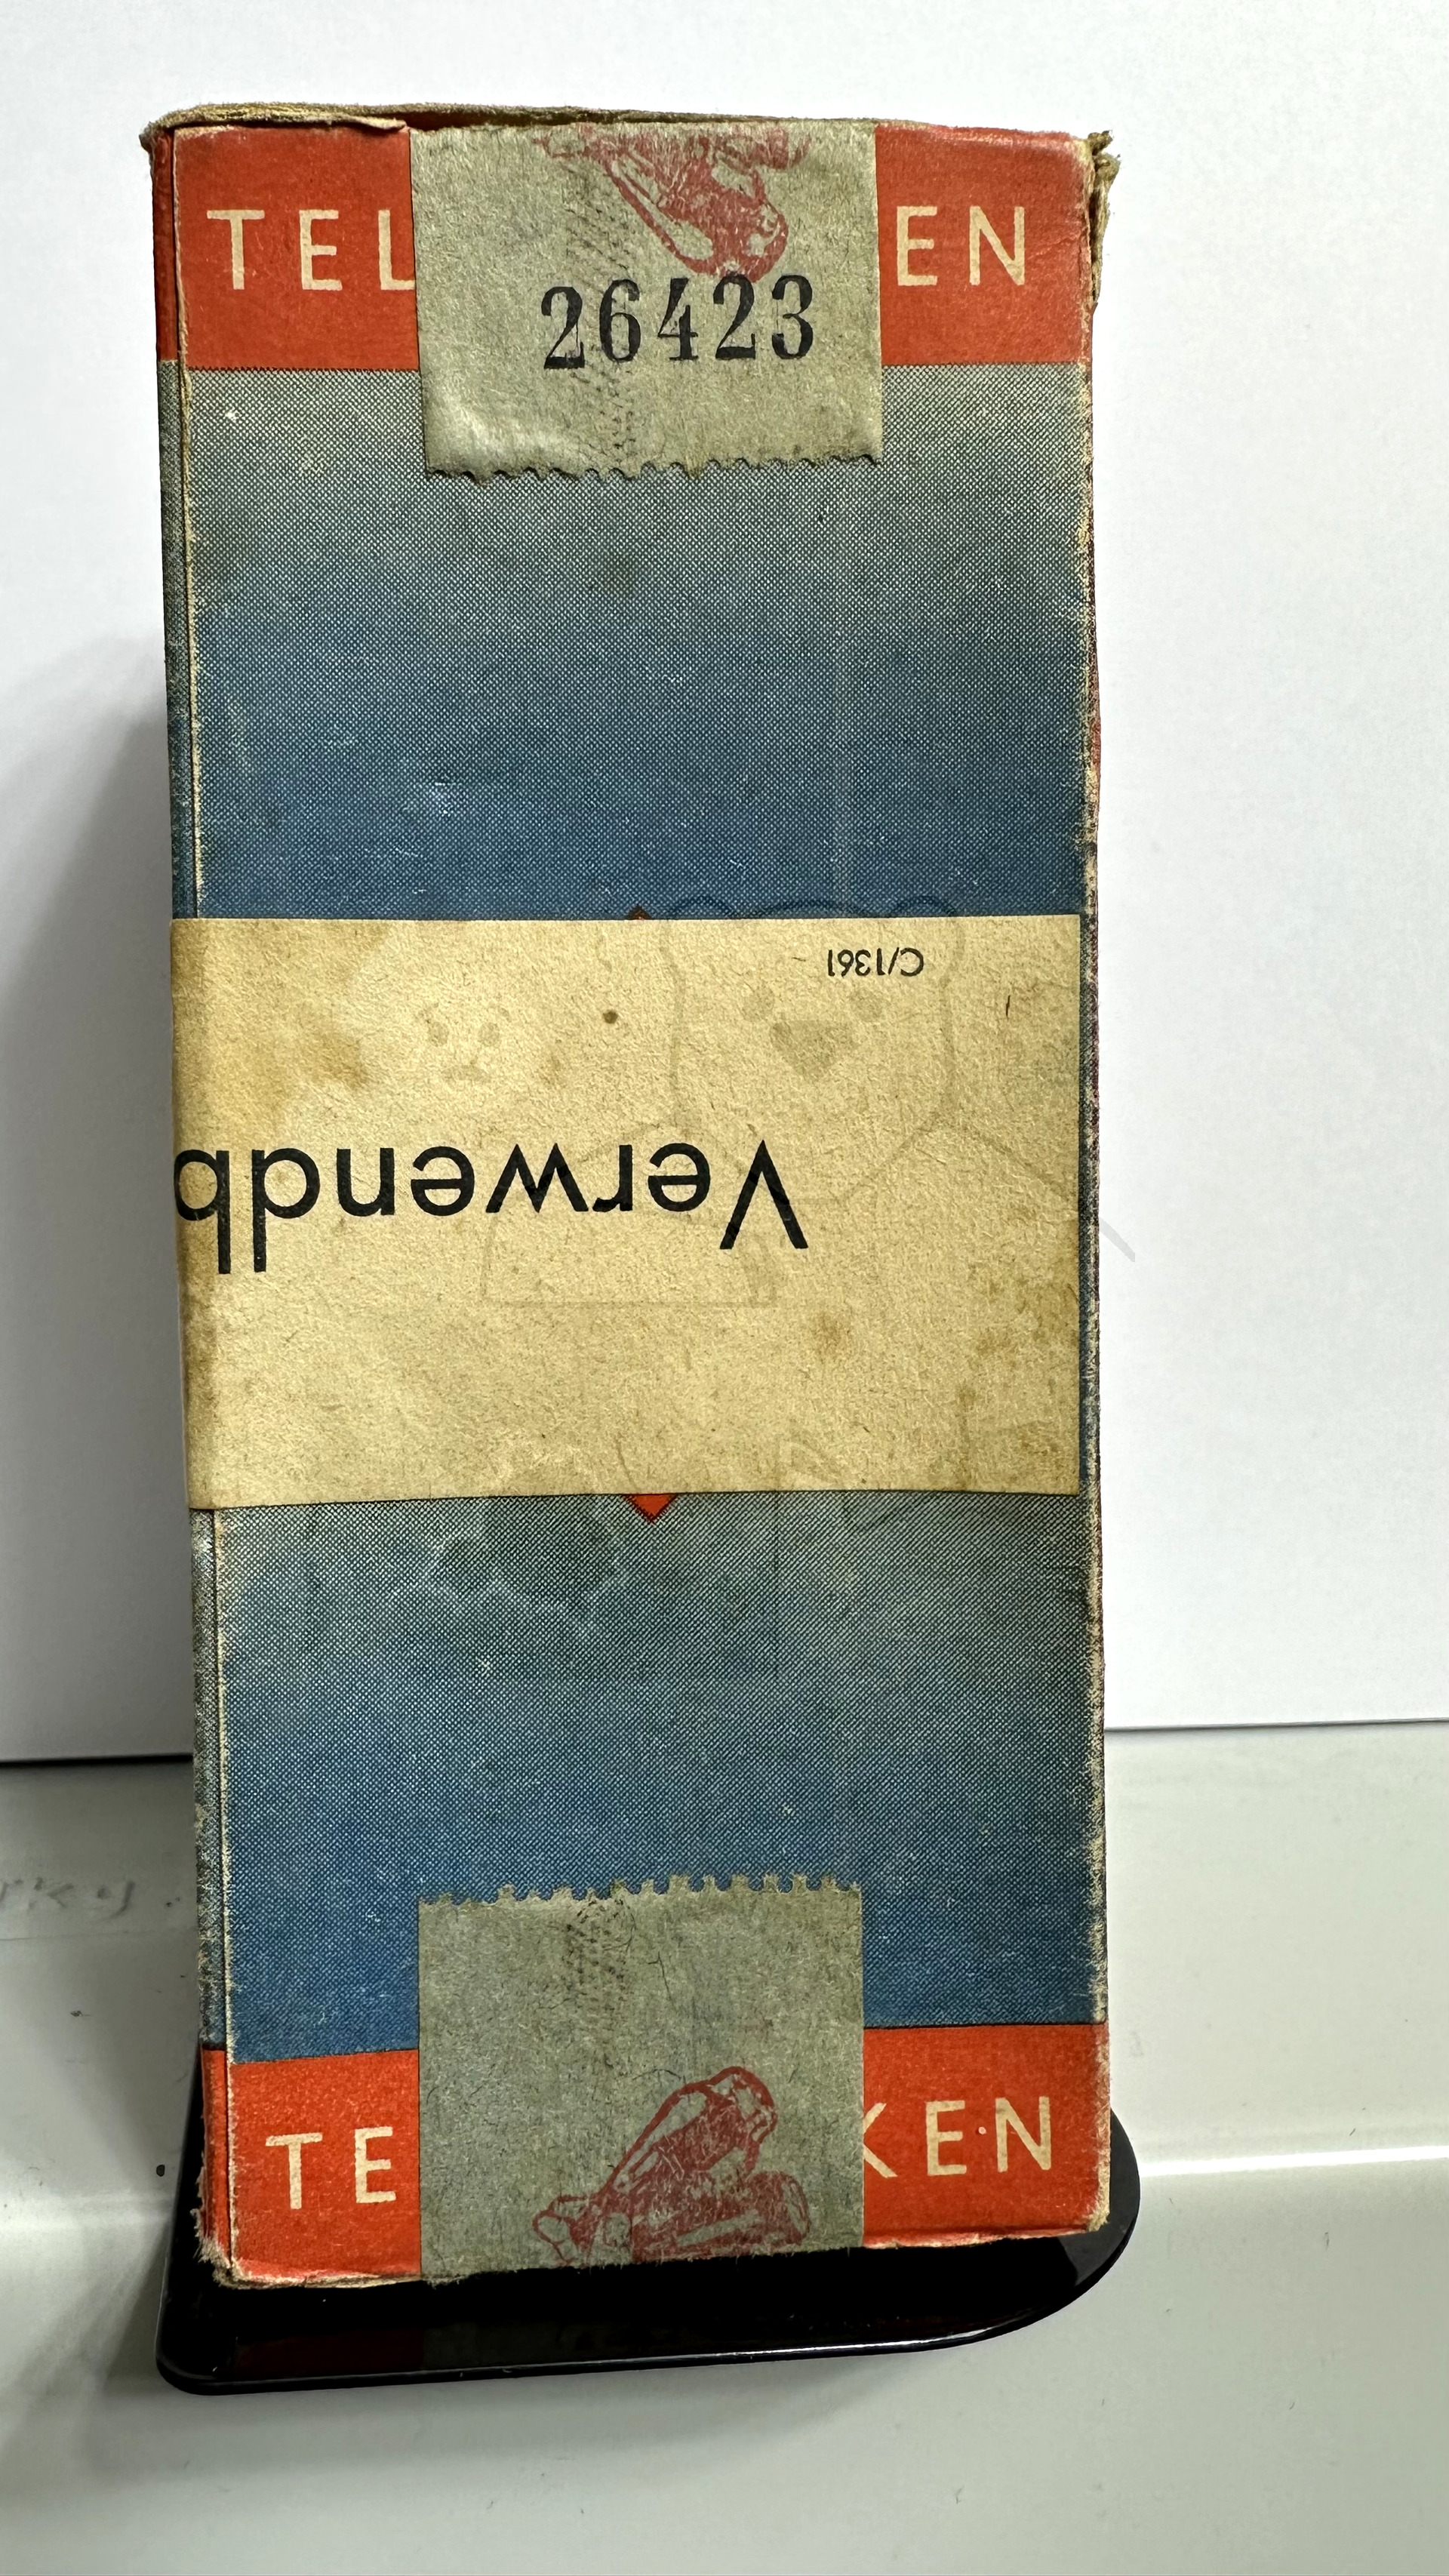 TEL EN
26423
C/1361
Verwendb
TE KEN